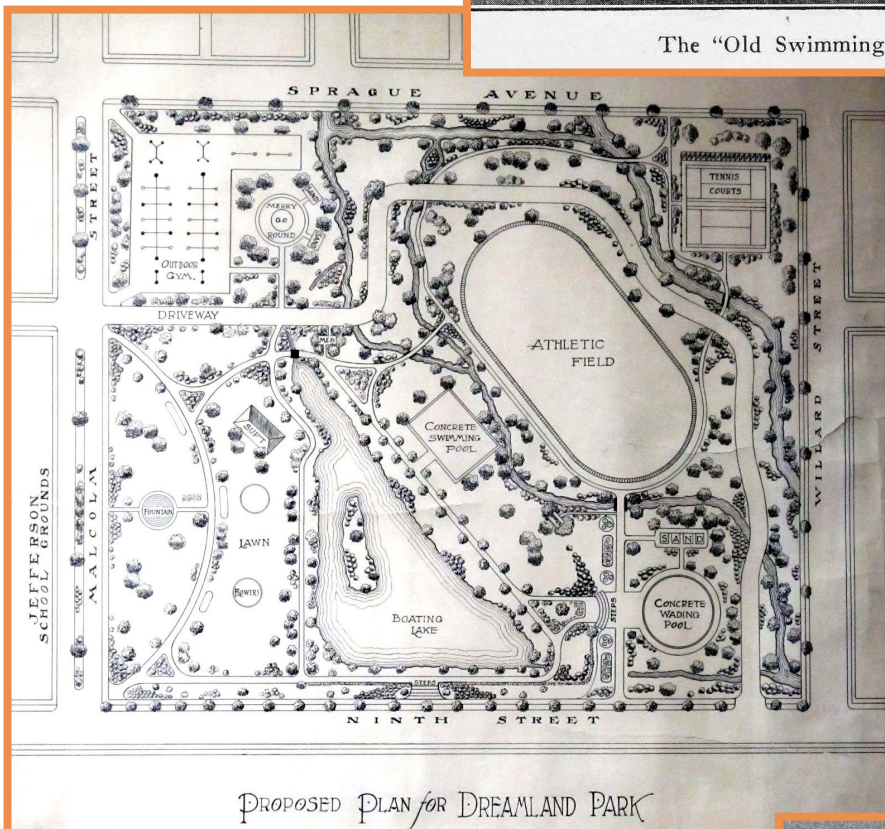 The "Old Swimming
SPRAGUE AVENUE
STREET
TENNIS
COURTS
SAND
MERRY
GO
ROUND
SAND
OUTDOOR
GYM.
DRIVEWAY
MEN
ATHLETIC
FIELD
WILLARD STREET
SUP'T.
CONCRETE
SWIMMING
POOL
JEFFERSON
SCHOOL GROUNDS
MALCOLM
FOUNTAIN
LAWN
FLOWERS
SAND
BOATING
LAKE
STEPS
CONCRETE
WADING
POOL
STEPS
NINTH STREET
PROPOSED PLAN for DREAMLAND PARK